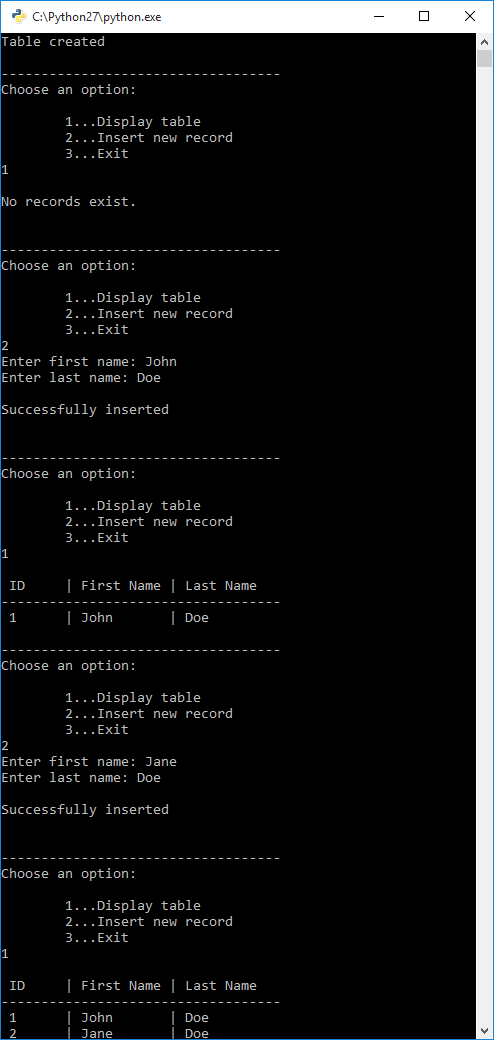 C:\Python27\python.exe
Table created
-----------------------------------
Choose an option:
1...Display table
2...Insert new record
3...Exit
1
No records exist.
-----------------------------------
Choose an option:
1...Display table
2...Insert new record
3...Exit
2
Enter first name: John
Enter last name: Doe
Successfully inserted
-----------------------------------
Choose an option:
1...Display table
2...Insert new record
3...Exit
1
ID     | First Name | Last Name
-----------------------------------
1      | John       | Doe
-----------------------------------
Choose an option:
1...Display table
2...Insert new record
3...Exit
2
Enter first name: Jane
Enter last name: Doe
Successfully inserted
-----------------------------------
Choose an option:
1...Display table
2...Insert new record
3...Exit
1
ID     | First Name | Last Name
-----------------------------------
1      | John       | Doe
2      | Jane       | Doe